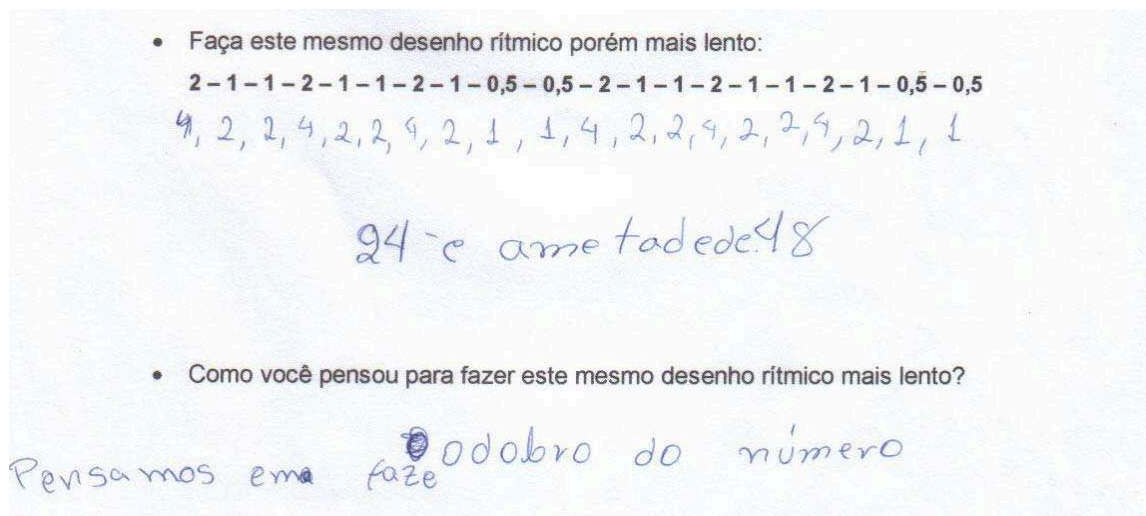 • Faça este mesmo desenho rítmico porém mais lento:
2 – 1 – 1 – 2 – 1 – 1 – 2 – 1 – 0,5 – 0,5 – 2 – 1 – 1 – 2 – 1 – 1 – 2 – 1 – 0,5 – 0,5
4, 2, 2, 4, 2, 2, 4, 2, 1, 1, 4, 2, 2, 4, 2, 2, 4, 2, 1, 1
24 e ametadede 48
• Como você pensou para fazer este mesmo desenho rítmico mais lento?
Pensamos em faze odobro do número